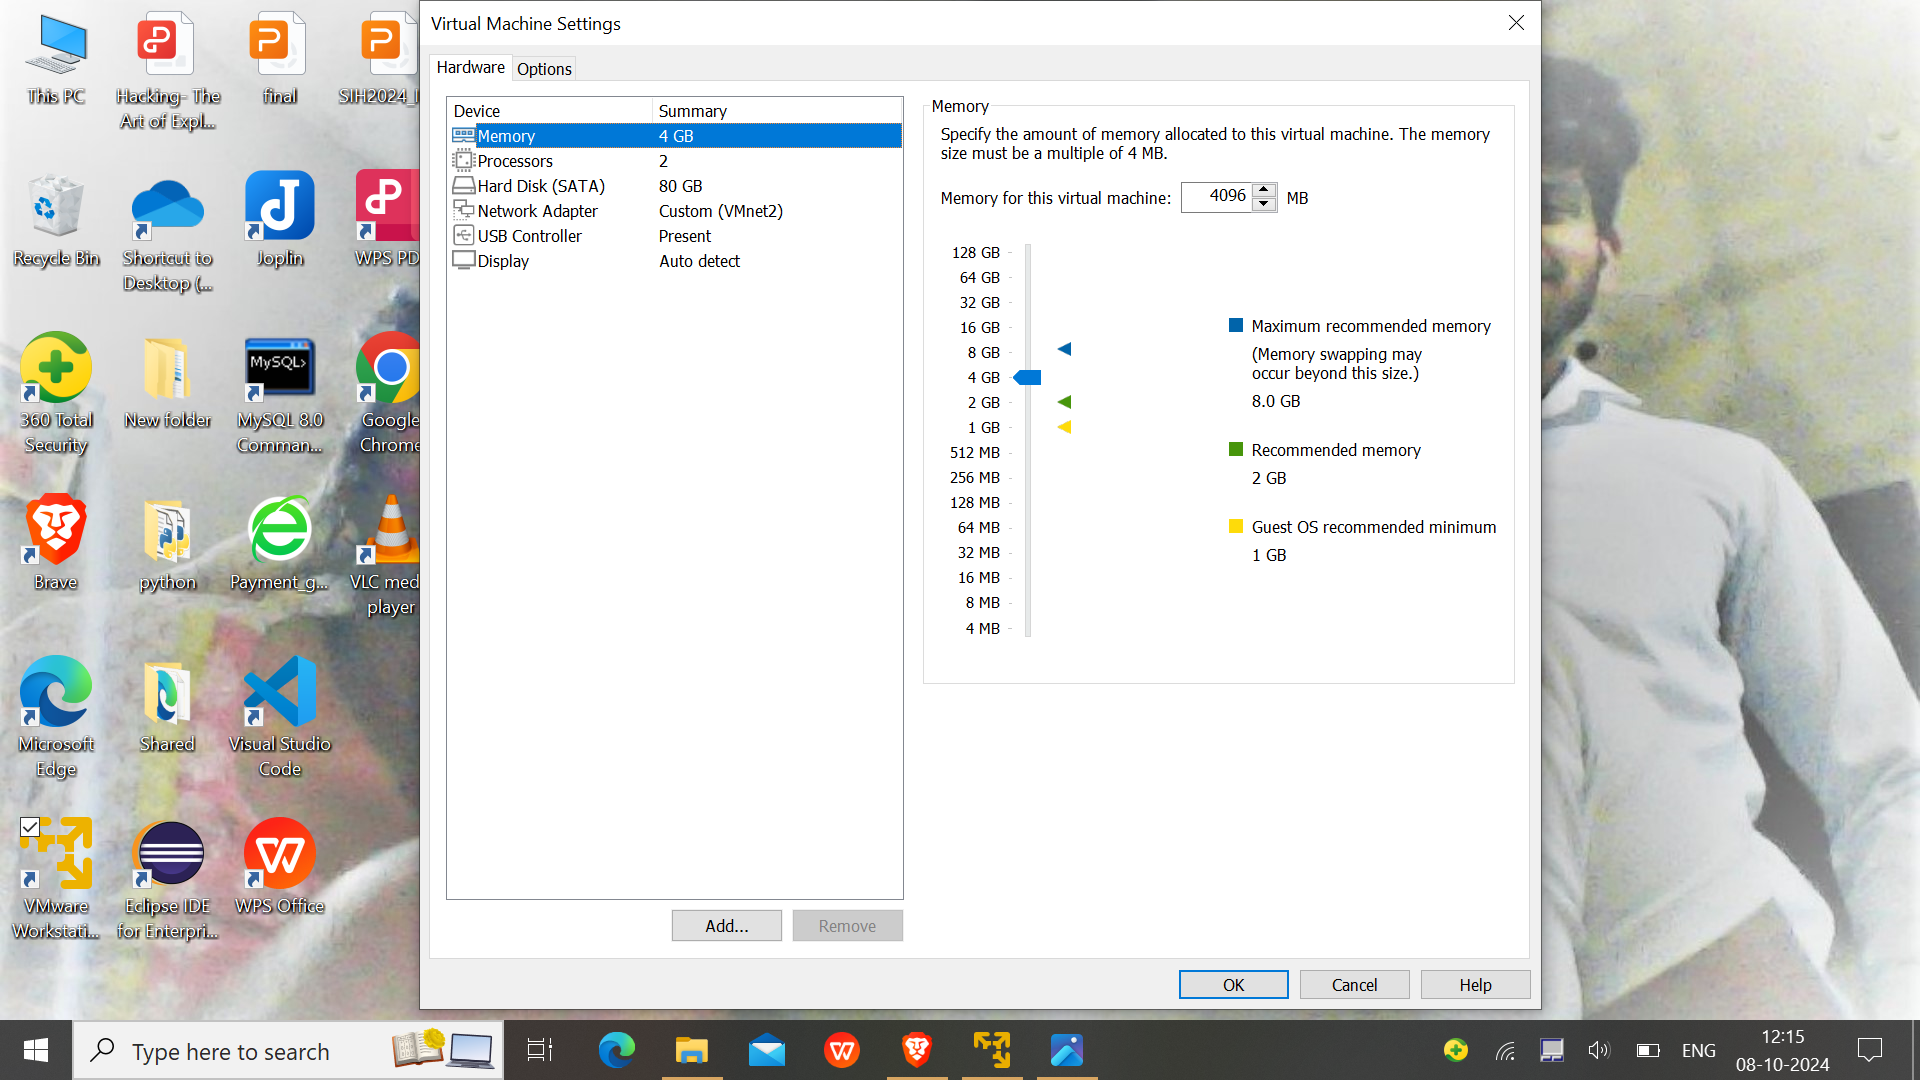 Virtual Machine Settings
Hardware
Options
Device Summary
Memory 4 GB
Processors 2
Hard Disk (SATA) 80 GB
Network Adapter Custom (VMnet2)
USB Controller Present
Display Auto detect
Add...
Remove
Memory
Specify the amount of memory allocated to this virtual machine. The memory
size must be a multiple of 4 MB.
Memory for this virtual machine: 4096 MB
128 GB
64 GB
32 GB
16 GB
8 GB
4 GB
2 GB
1 GB
512 MB
256 MB
128 MB
64 MB
32 MB
16 MB
8 MB
4 MB
Maximum recommended memory
(Memory swapping may
occur beyond this size.)
8.0 GB
Recommended memory
2 GB
Guest OS recommended minimum
1 GB
OK
Cancel
Help
This PC
Hacking- The
Art of Expl...
final
SIH2024_
Recycle Bin
Shortcut to
Desktop (...
Joplin
WPS PD
360 Total
Security
New folder
MySQL>
MySQL 8.0
Comman...
Google
Chrome
Brave
python
Payment_g...
VLC med
player
Microsoft
Edge
Shared
Visual Studio
Code
VMware
Workstati...
Eclipse IDE
for Enterpri...
WPS Office
Type here to search
ENG
12:15
08-10-2024